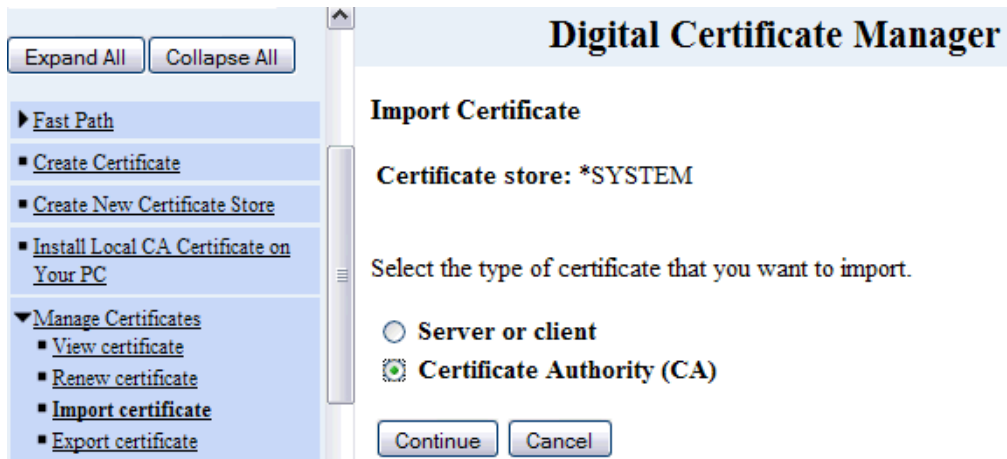 Expand All
Collapse All
Fast Path
Create Certificate
Create New Certificate Store
Install Local CA Certificate on
Your PC
Manage Certificates
View certificate
Renew certificate
Import certificate
Export certificate
Digital Certificate Manager
Import Certificate
Certificate store: *SYSTEM
Select the type of certificate that you want to import.
Server or client
Certificate Authority (CA)
Continue
Cancel